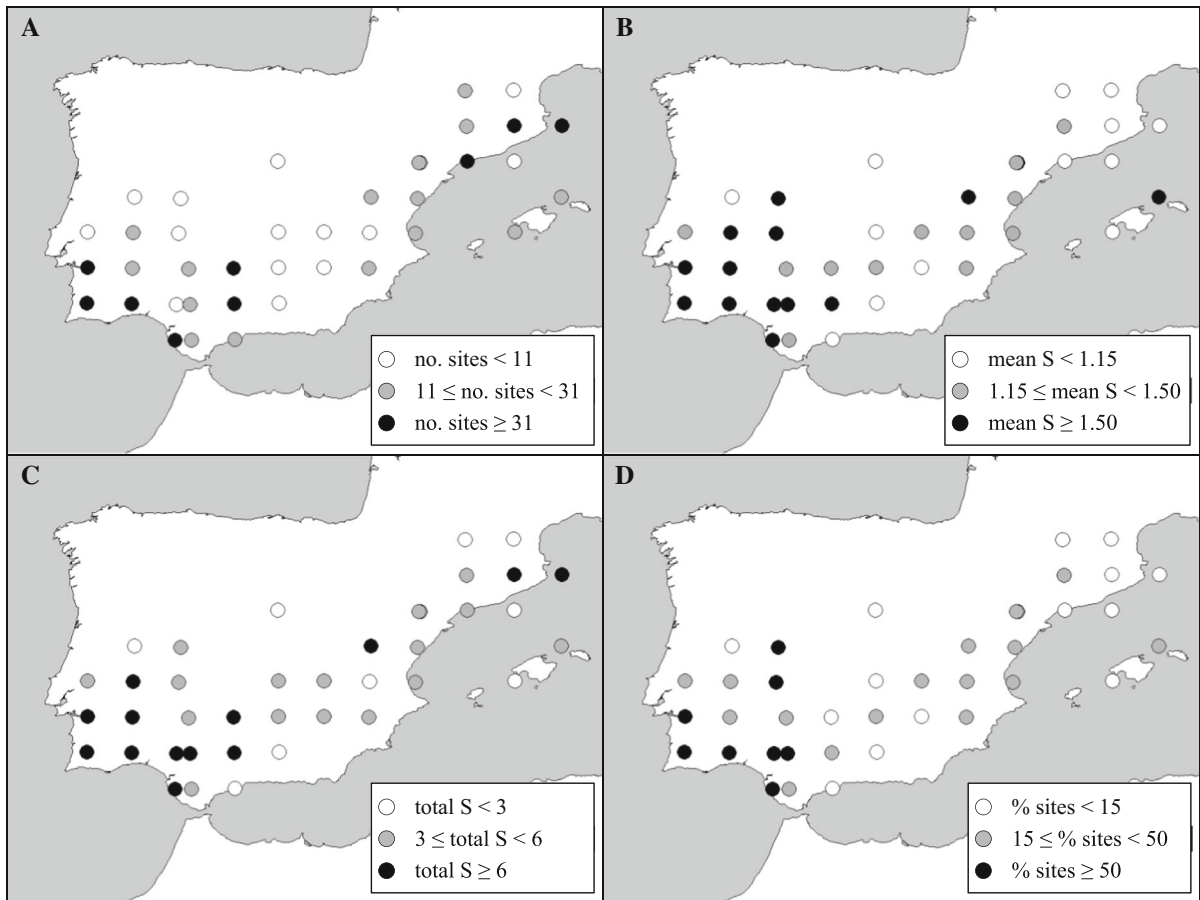 A
no. sites < 11
11 ≤ no. sites < 31
no. sites ≥ 31
B
mean S < 1.15
1.15 ≤ mean S < 1.50
mean S ≥ 1.50
C
total S < 3
3 ≤ total S < 6
total S ≥ 6
D
% sites < 15
15 ≤ % sites < 50
% sites ≥ 50